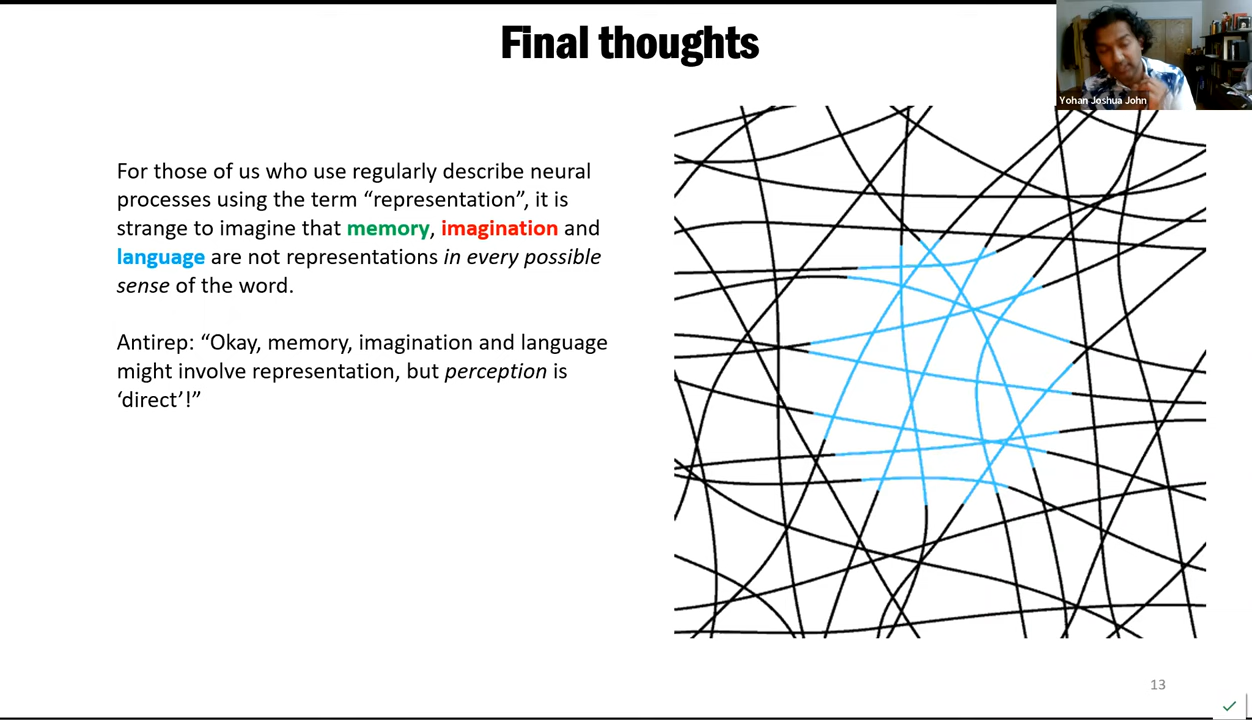 Final thoughts
Yohan Joshua John
For those of us who use regularly describe neural
processes using the term “representation”, it is
strange to imagine that memory, imagination and
language are not representations in every possible
sense of the word.
Antirep: “Okay, memory, imagination and language
might involve representation, but perception is
‘direct’!”
13